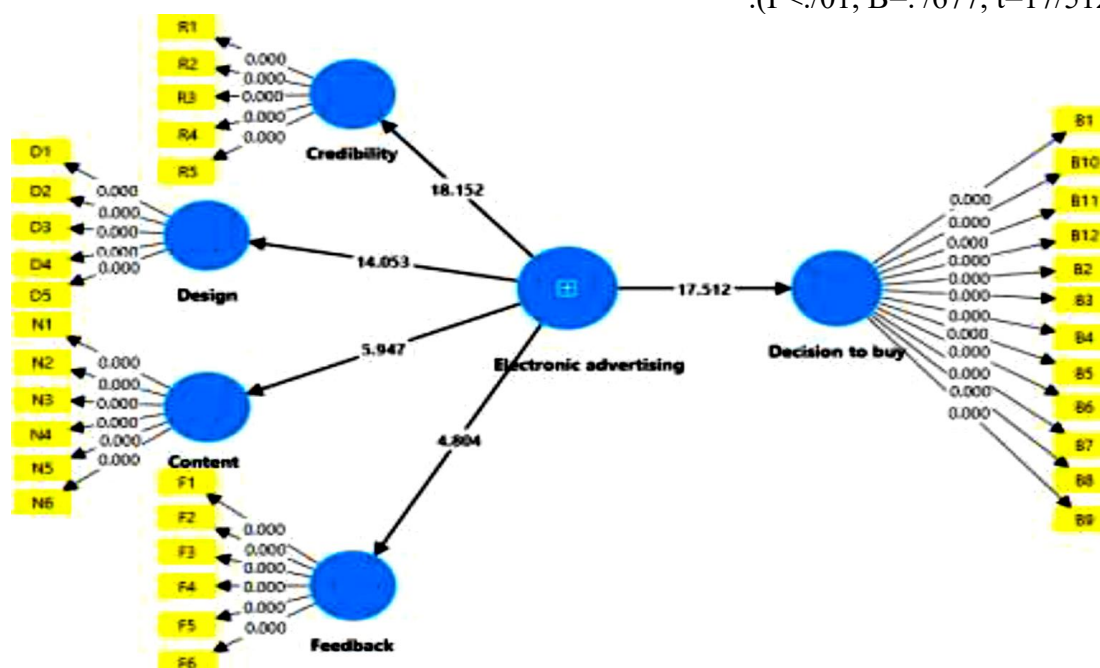 .(P<./01, B=./677, t=17/512
R1
R2
R3
R4
R5
0.000
0.000
0.000
0.000
0.000
Credibility
18.152
D1
D2
D3
D4
D5
0.000
0.000
0.000
0.000
0.000
Design
14.053
N1
N2
N3
N4
N5
N6
0.000
0.000
0.000
0.000
0.000
0.000
Content
5.947
F1
F2
F3
F4
F5
F6
0.000
0.000
0.000
0.000
0.000
0.000
Feedback
4.804
Electronic advertising
17.512
Decision to buy
0.000
0.000
0.000
0.000
0.000
0.000
0.000
0.000
0.000
0.000
0.000
0.000
B1
B10
B11
B12
B2
B3
B4
B5
B6
B7
B8
B9